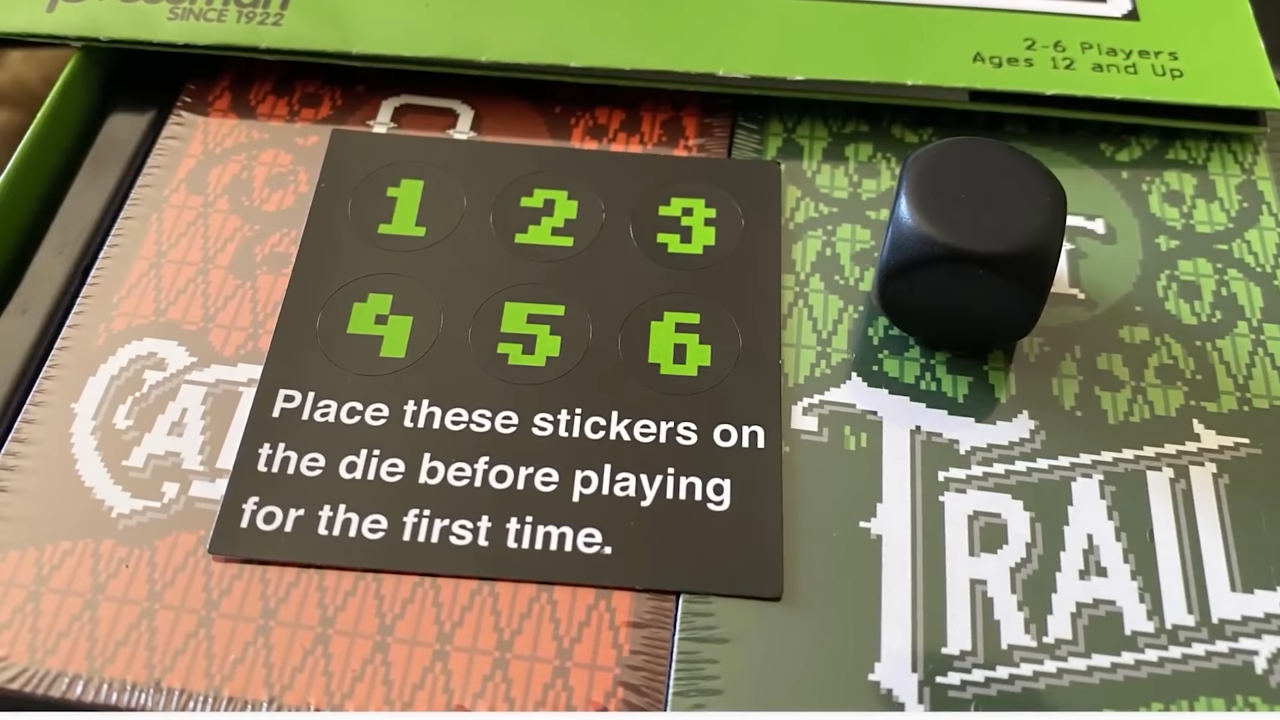 SINCE 1922
2-6 Players
Ages 12 and Up
1 2 3
4 5 6
Place these stickers on
the die before playing
for the first time.
TRAIL